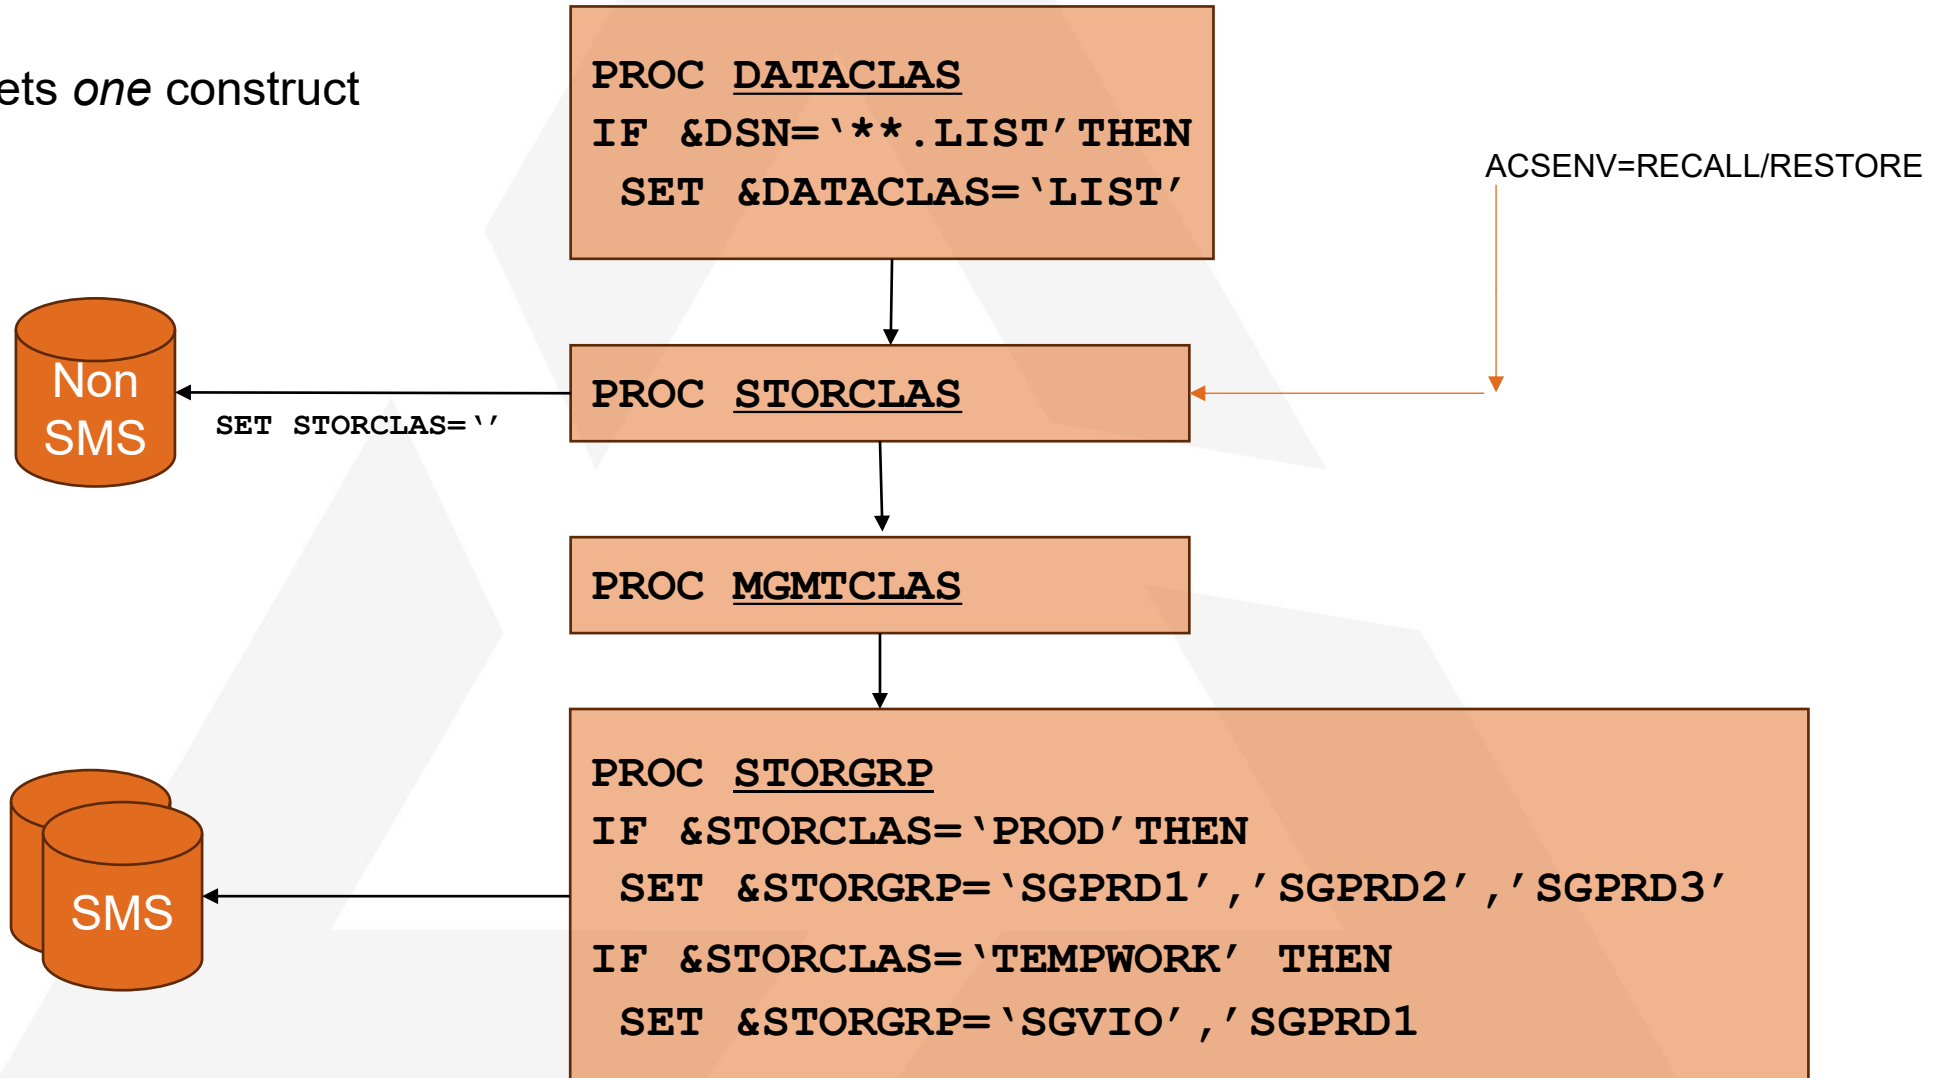 ets one construct
PROC DATACLAS
IF &DSN=‘**.LIST’THEN
SET &DATACLAS=‘LIST’
ACSENV=RECALL/RESTORE
Non
SMS
SET STORCLAS=‘’
PROC STORCLAS
PROC MGMTCLAS
PROC STORGRP
IF &STORCLAS=‘PROD’THEN
SET &STORGRP=‘SGPRD1’,’SGPRD2’,’SGPRD3’
IF &STORCLAS=‘TEMPWORK’ THEN
SET &STORGRP=‘SGVIO’,’SGPRD1
SMS